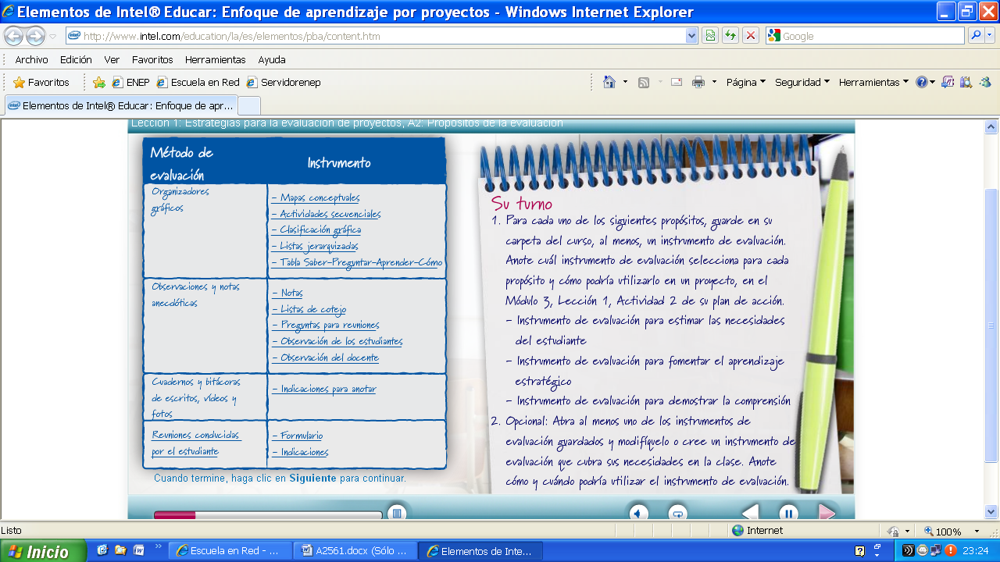 Elementos de Intel® Educar: Enfoque de aprendizaje por proyectos - Windows Internet Explorer
http://www.intel.com/education/la/es/elementos/pba/content.htm
Google
Archivo Edición Ver Favoritos Herramientas Ayuda
Favoritos ENEP Escuela en Red Servidorenep
Página Seguridad Herramientas
Elementos de Intel® Educar: Enfoque de apr...
Lección 1: Estrategias para la evaluación de proyectos, A2: Propósitos de la evaluación
Método de
evaluación
Instrumento
Organizadores
gráficos
- Mapas conceptuales
- Actividades secuenciales
- Clasificación gráfica
- Listas jerarquizadas
- Tabla Saber-Preguntar-Aprender-Cómo
Observaciones y notas
anecdóticas
- Notas
- Listas de cotejo
- Preguntas para reuniones
- Observación de los estudiantes
- Observación del docente
Cuadernos y bitácoras
de escritos, vídeos y
fotos
- Indicaciones para anotar
Reuniones conducidas
por el estudiante
- Formulario
- Indicaciones
Cuando termine, haga clic en Siguiente para continuar.
Su turno
1. Para cada uno de los siguientes propósitos, guarde en su
carpeta del curso, al menos, un instrumento de evaluación.
Anote cuál instrumento de evaluación selecciona para cada
propósito y cómo podría utilizarlo en un proyecto, en el
Módulo 3, Lección 1, Actividad 2 de su plan de acción.
- Instrumento de evaluación para estimar las necesidades
del estudiante
- Instrumento de evaluación para fomentar el aprendizaje
estratégico
- Instrumento de evaluación para demostrar la comprensión
2. Opcional: Abra al menos uno de los instrumentos de
evaluación guardados y modifíquelo o cree un instrumento de
evaluación que cubra sus necesidades en la clase. Anote
cómo y cuándo podría utilizar el instrumento de evaluación.
Listo
Internet
100%
Inicio
Escuela en Red - ...
A2561.docx (Sólo ...
Elementos de Inte...
23:24